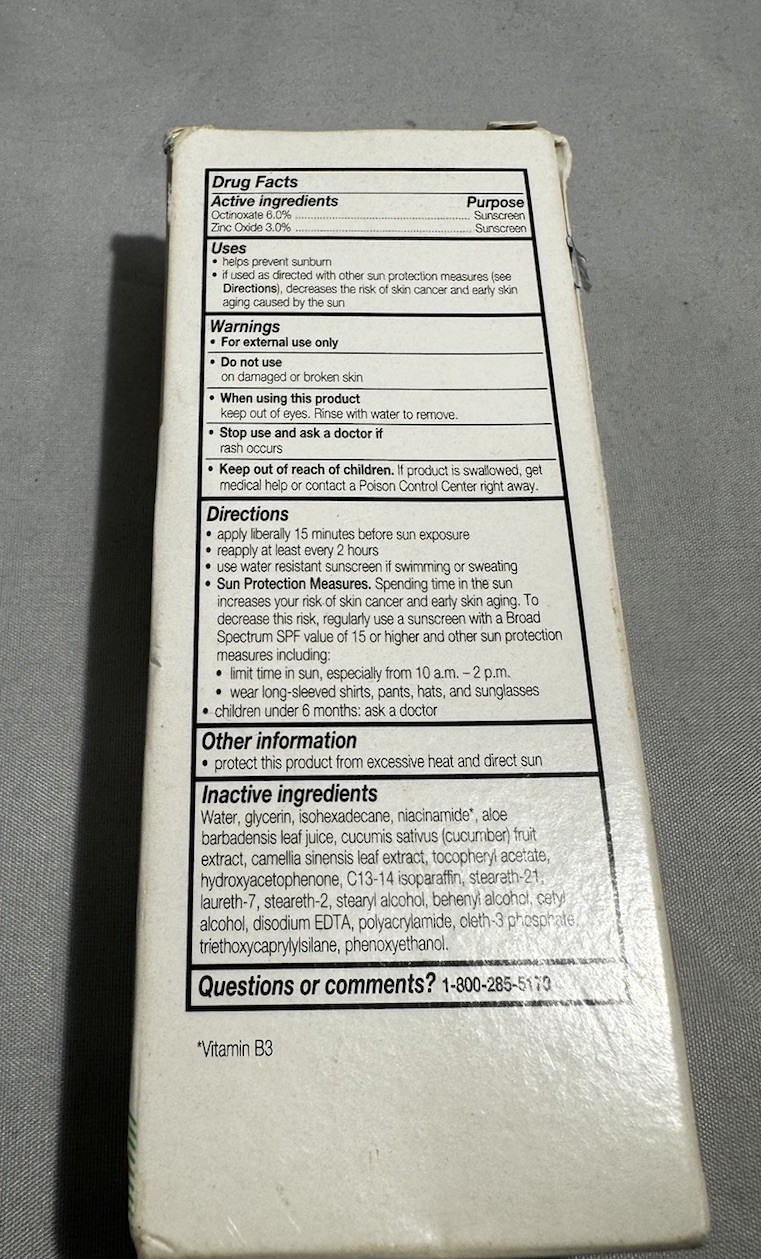 Drug Facts
Active ingredients Purpose
Octinoxate 6.0% ........................................................ Sunscreen
Zinc Oxide 3.0% ........................................................ Sunscreen
Uses
• helps prevent sunburn
• if used as directed with other sun protection measures (see
Directions), decreases the risk of skin cancer and early skin
aging caused by the sun
Warnings
• For external use only
• Do not use
on damaged or broken skin
• When using this product
keep out of eyes. Rinse with water to remove.
• Stop use and ask a doctor if
rash occurs
• Keep out of reach of children. If product is swallowed, get
medical help or contact a Poison Control Center right away.
Directions
• apply liberally 15 minutes before sun exposure
• reapply at least every 2 hours
• use water resistant sunscreen if swimming or sweating
• Sun Protection Measures. Spending time in the sun
increases your risk of skin cancer and early skin aging. To
decrease this risk, regularly use a sunscreen with a Broad
Spectrum SPF value of 15 or higher and other sun protection
measures including:
• limit time in sun, especially from 10 a.m. – 2 p.m.
• wear long-sleeved shirts, pants, hats, and sunglasses
• children under 6 months: ask a doctor
Other information
• protect this product from excessive heat and direct sun
Inactive ingredients
Water, glycerin, isohexadecane, niacinamide*, aloe
barbadensis leaf juice, cucumis sativus (cucumber) fruit
extract, camellia sinensis leaf extract, tocopheryl acetate,
hydroxyacetophenone, C13-14 isoparaffin, steareth-21,
laureth-7, steareth-2, stearyl alcohol, behenyl alcohol, cetyl
alcohol, disodium EDTA, polyacrylamide, oleth-3 phosphate,
triethoxycaprylylsilane, phenoxyethanol.
Questions or comments? 1-800-285-5170
*Vitamin B3